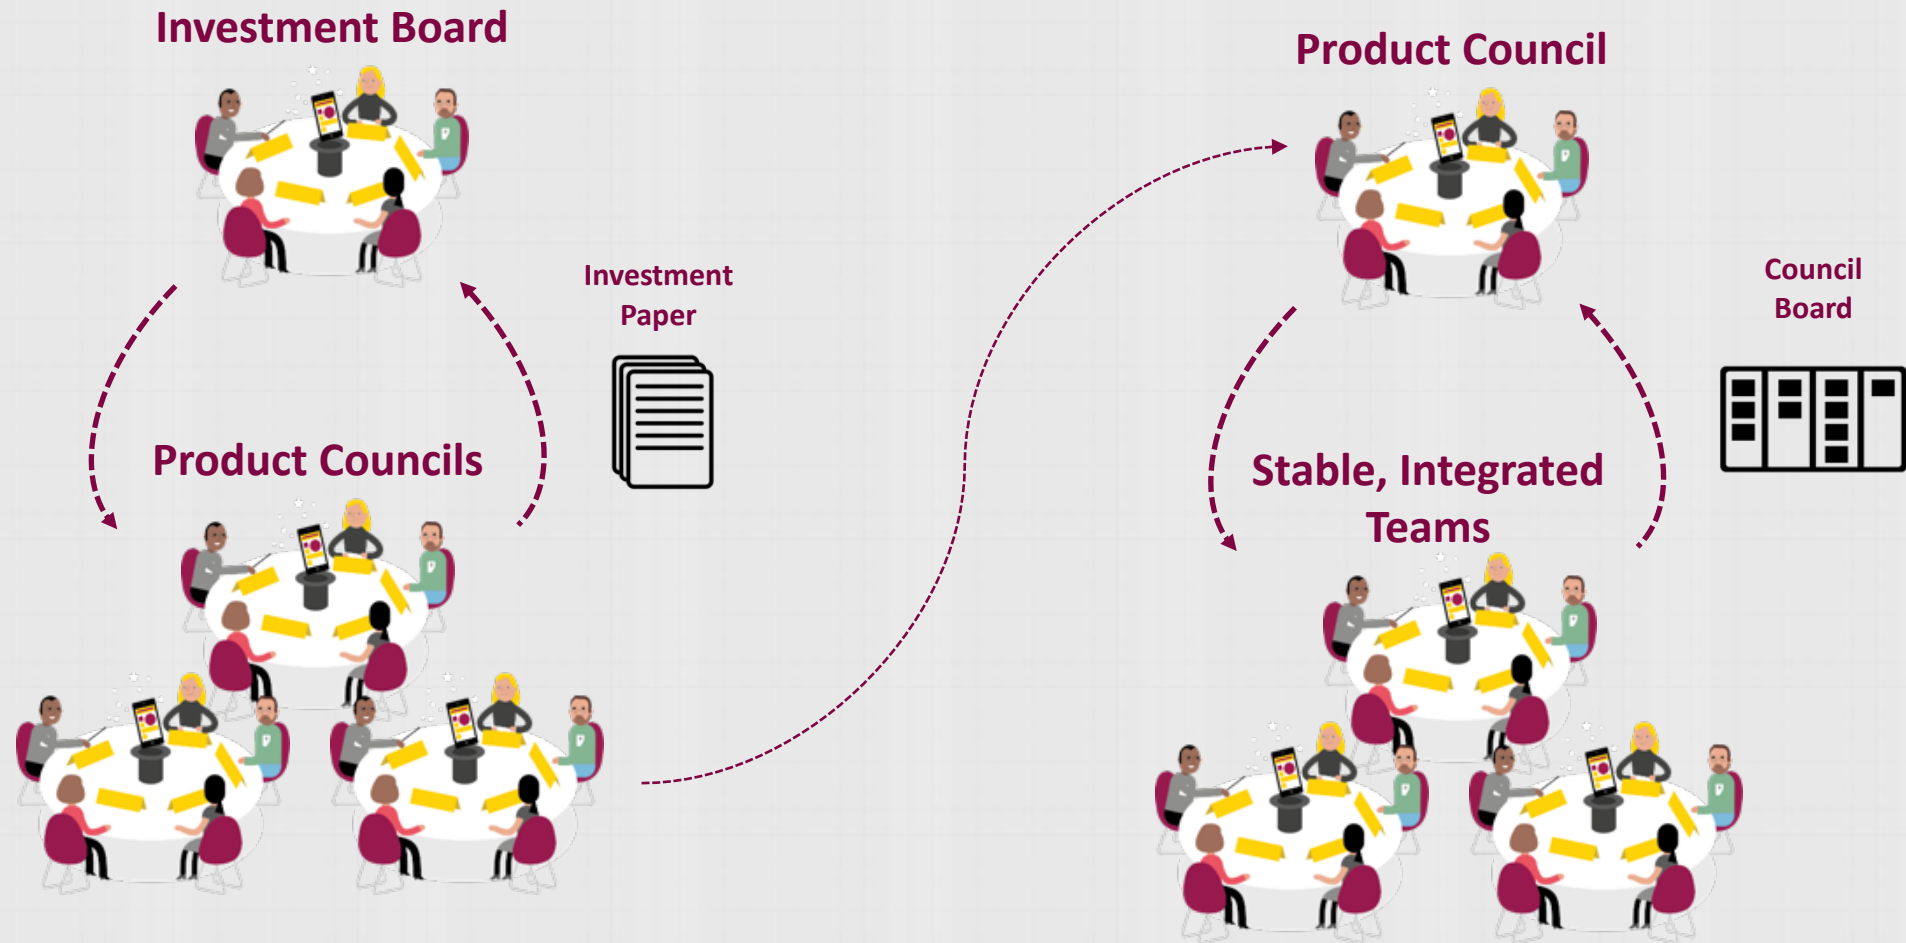 Investment Board
Investment
Paper
Product Councils
Product Council
Council
Board
Stable, Integrated
Teams